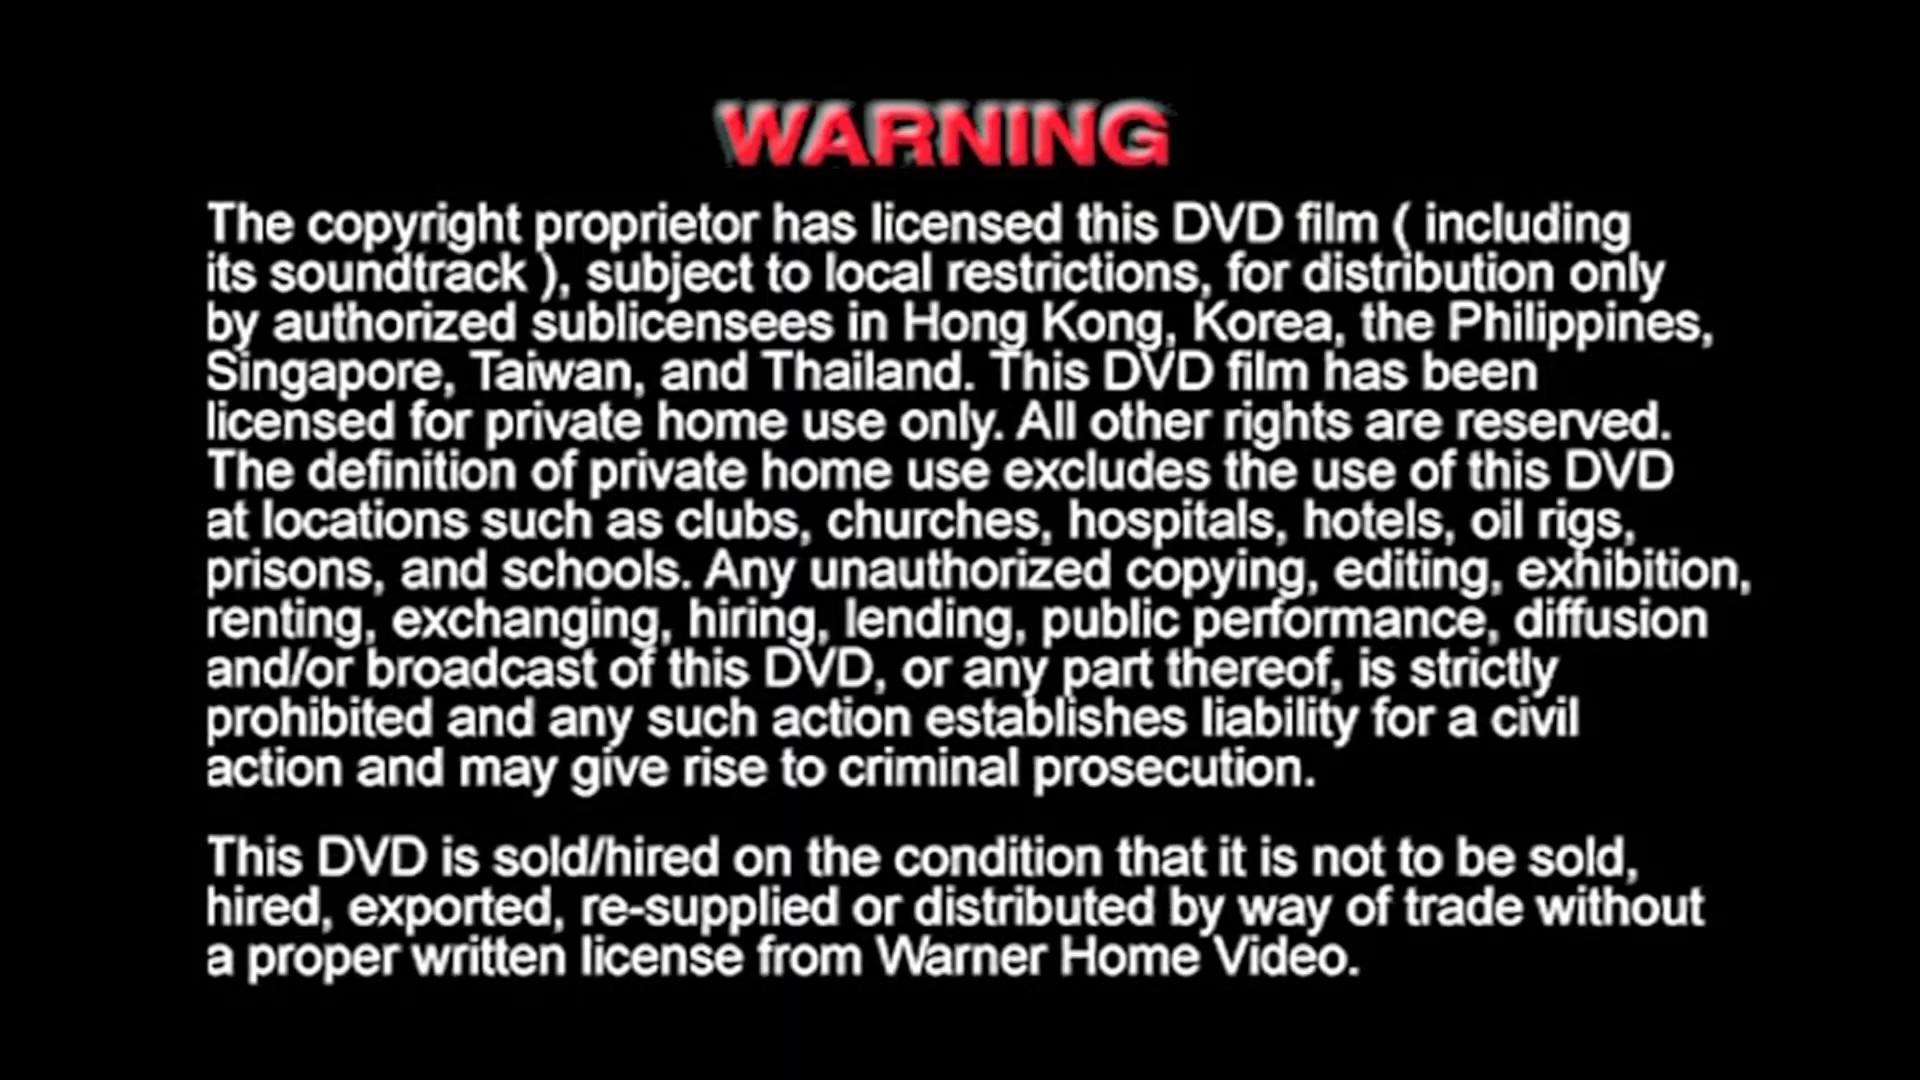 WARNING
The copyright proprietor has licensed this DVD film ( including
its soundtrack ), subject to local restrictions, for distribution only
by authorized sublicensees in Hong Kong, Korea, the Philippines,
Singapore, Taiwan, and Thailand. This DVD film has been
licensed for private home use only. All other rights are reserved.
The definition of private home use excludes the use of this DVD
at locations such as clubs, churches, hospitals, hotels, oil rigs,
prisons, and schools. Any unauthorized copying, editing, exhibition,
renting, exchanging, hiring, lending, public performance, diffusion
and/or broadcast of this DVD, or any part thereof, is strictly
prohibited and any such action establishes liability for a civil
action and may give rise to criminal prosecution.
This DVD is sold/hired on the condition that it is not to be sold,
hired, exported, re-supplied or distributed by way of trade without
a proper written license from Warner Home Video.